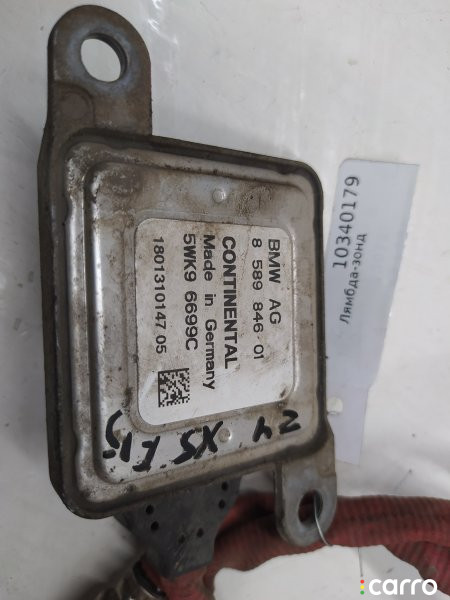 BMW AG
8 589 846 01
CONTINENTAL
Made in Germany
5WK9 6699C
1801310147 05
X5 F15
10340179
Лямбда-зонд
carro